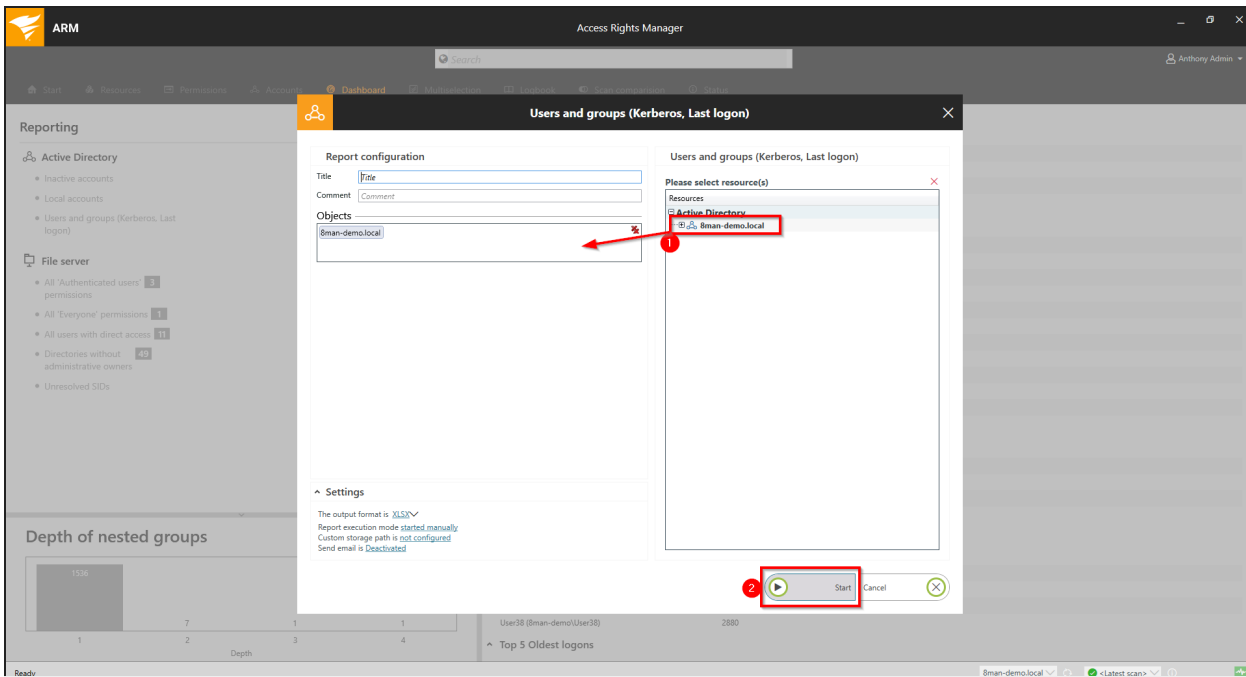 ARM
Access Rights Manager
Search
Anthony Admin
Start Resources Permissions Accounts Dashboard Multiselection Logbook Scan comparison Status
Users and groups (Kerberos, Last logon)
Reporting
Active Directory
Inactive accounts
Local accounts
Users and groups (Kerberos, Last
logon)
File server
All 'Authenticated users' 3
permissions
All 'Everyone' permissions 1
All users with direct access 11
Directories without 49
administrative owners
Unresolved SIDs
Report configuration
Title Title
Comment Comment
Objects
8man-demo.local
Settings
The output format is XLSX
Report execution mode started manually
Custom storage path is not configured
Send email is Deactivated
Users and groups (Kerberos, Last logon)
Please select resource(s)
Resources
Active Directory
8man-demo.local
1
2
Start
Cancel
Depth of nested groups
1536
7
1
1
1 2 3 4
Depth
User38 (8man-demo\User38) 2880
Top 5 Oldest logons
Ready
8man-demo.local
<Latest scan>